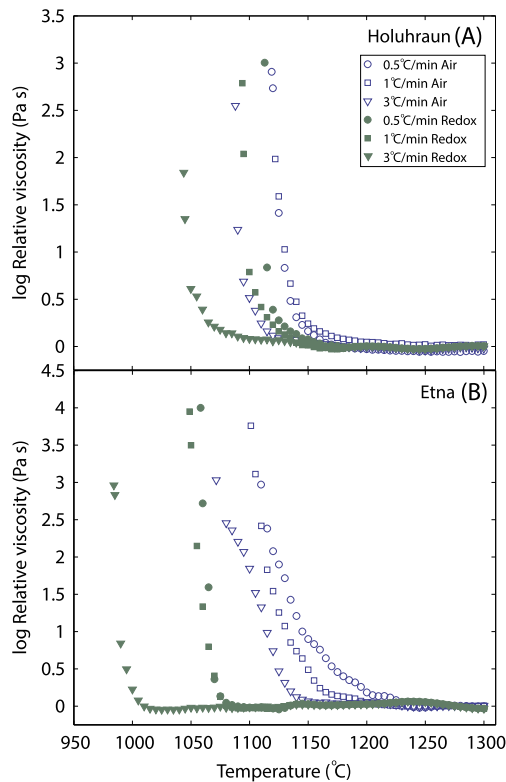 Holuhraun (A)
0.5°C/min Air
1°C/min Air
3°C/min Air
0.5°C/min Redox
1°C/min Redox
3°C/min Redox
3.5
3
2.5
2
1.5
1
0.5
0
log Relative viscosity (Pa s)
Etna (B)
4.5
4
3.5
3
2.5
2
1.5
1
0.5
0
log Relative viscosity (Pa s)
950 1000 1050 1100 1150 1200 1250 1300
Temperature (°C)